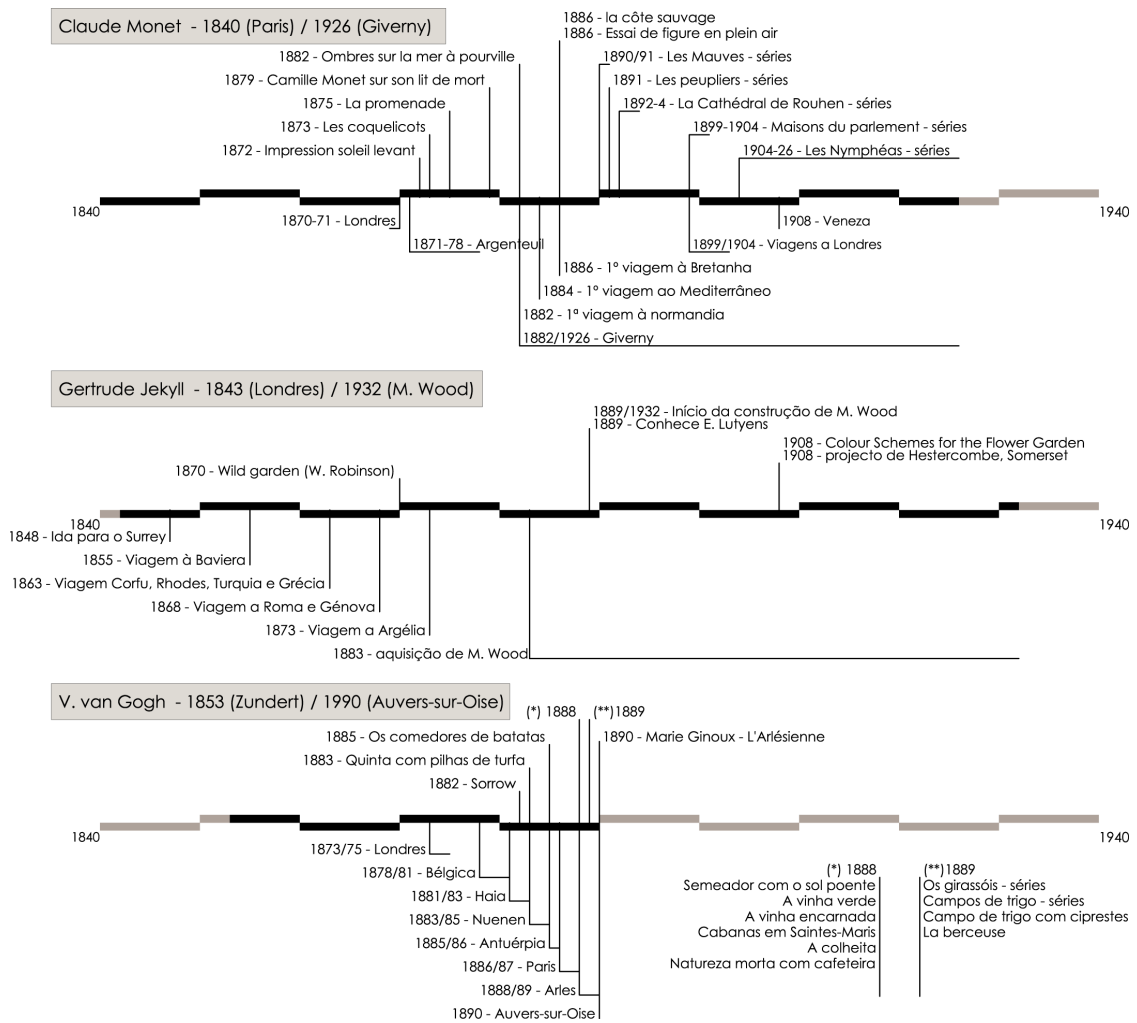 Claude Monet - 1840 (Paris) / 1926 (Giverny)
1886 - la côte sauvage
1886 - Essai de figure en plein air
1882 - Ombres sur la mer à pourville
1890/91 - Les Mauves - séries
1879 - Camille Monet sur son lit de mort
1891 - Les peupliers - séries
1875 - La promenade
1892-4 - La Cathédral de Rouhen - séries
1873 - Les coquelicots
1899-1904 - Maisons du parlement - séries
1872 - Impression soleil levant
1904-26 - Les Nymphéas - séries
1840
1940
1870-71 - Londres
1908 - Veneza
1871-78 - Argenteuil
1899/1904 - Viagens a Londres
1886 - 1º viagem à Bretanha
1884 - 1º viagem ao Mediterrâneo
1882 - 1ª viagem à normandia
1882/1926 - Giverny
Gertrude Jekyll - 1843 (Londres) / 1932 (M. Wood)
1889/1932 - Início da construção de M. Wood
1889 - Conhece E. Lutyens
1908 - Colour Schemes for the Flower Garden
1908 - projecto de Hestercombe, Somerset
1870 - Wild garden (W. Robinson)
1840
1940
1848 - Ida para o Surrey
1855 - Viagem à Baviera
1863 - Viagem Corfu, Rhodes, Turquia e Grécia
1868 - Viagem a Roma e Génova
1873 - Viagem a Argélia
1883 - aquisição de M. Wood
V. van Gogh - 1853 (Zundert) / 1990 (Auvers-sur-Oise)
(*) 1888
(**)1889
1885 - Os comedores de batatas
1890 - Marie Ginoux - L'Arlésienne
1883 - Quinta com pilhas de turfa
1882 - Sorrow
1840
1940
1873/75 - Londres
1878/81 - Bélgica
1881/83 - Haia
1883/85 - Nuenen
1885/86 - Antuérpia
1886/87 - Paris
1888/89 - Arles
1890 - Auvers-sur-Oise
(*) 1888
Semeador com o sol poente
A vinha verde
A vinha encarnada
Cabanas em Saintes-Maris
A colheita
Natureza morta com cafeteira
(**)1889
Os girassóis - séries
Campos de trigo - séries
Campo de trigo com ciprestes
La berceuse